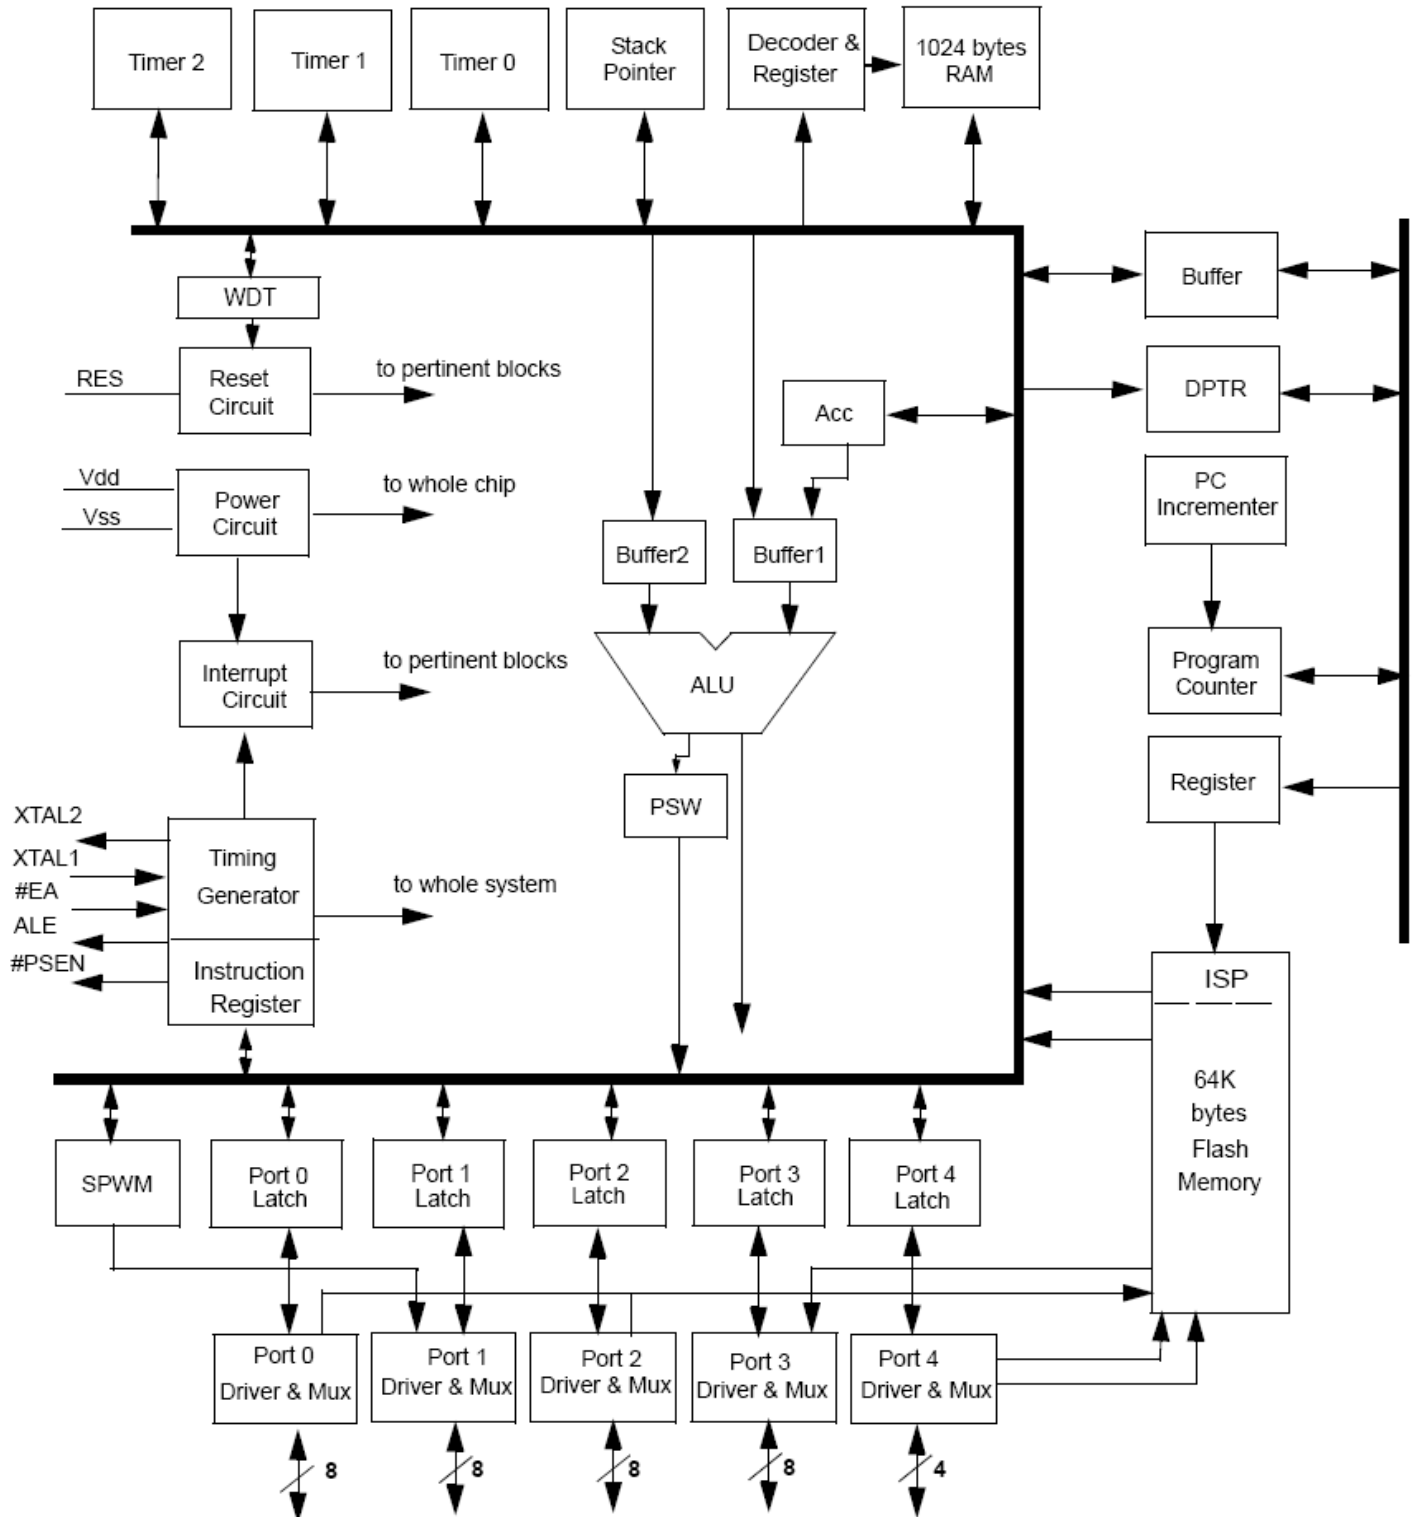 Timer 2
Timer 1
Timer 0
Stack
Pointer
Decoder &
Register
1024 bytes
RAM
WDT
RES
Reset
Circuit
to pertinent blocks
Vdd
Vss
Power
Circuit
to whole chip
Interrupt
Circuit
to pertinent blocks
XTAL2
XTAL1
#EA
ALE
#PSEN
Timing
Generator
Instruction
Register
to whole system
Acc
Buffer2
Buffer1
ALU
PSW
Buffer
DPTR
PC
Incrementer
Program
Counter
Register
ISP
64K
bytes
Flash
Memory
SPWM
Port 0
Latch
Port 1
Latch
Port 2
Latch
Port 3
Latch
Port 4
Latch
Port 0
Driver & Mux
Port 1
Driver & Mux
Port 2
Driver & Mux
Port 3
Driver & Mux
Port 4
Driver & Mux
8
8
8
8
4